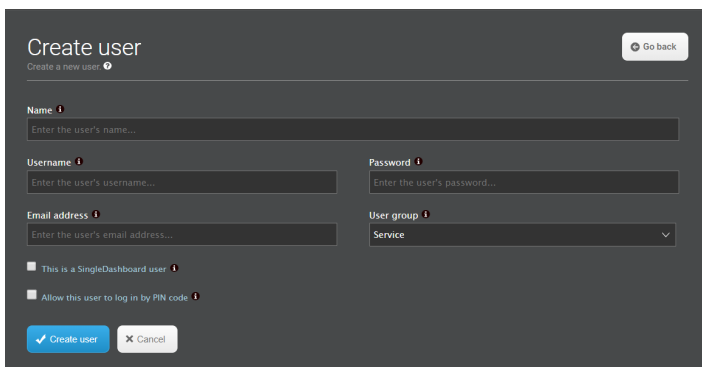 Create user
Go back
Create a new user.
Name
Enter the user's name...
Username
Password
Enter the user's username...
Enter the user's password...
Email address
User group
Enter the user's email address...
Service
This is a SingleDashboard user
Allow this user to log in by PIN code
Create user
Cancel